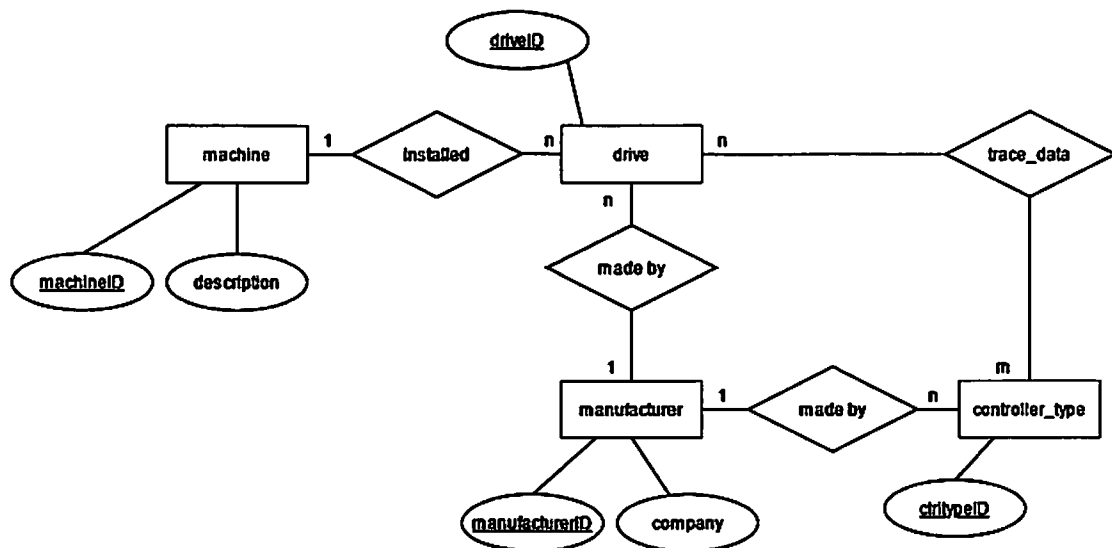 driveID
machine
1
installed
n
drive
n
trace_data
n
machineID
description
made by
1
m
manufacturer
1
made by
n
controller_type
manufacturerID
company
ctrltypeID